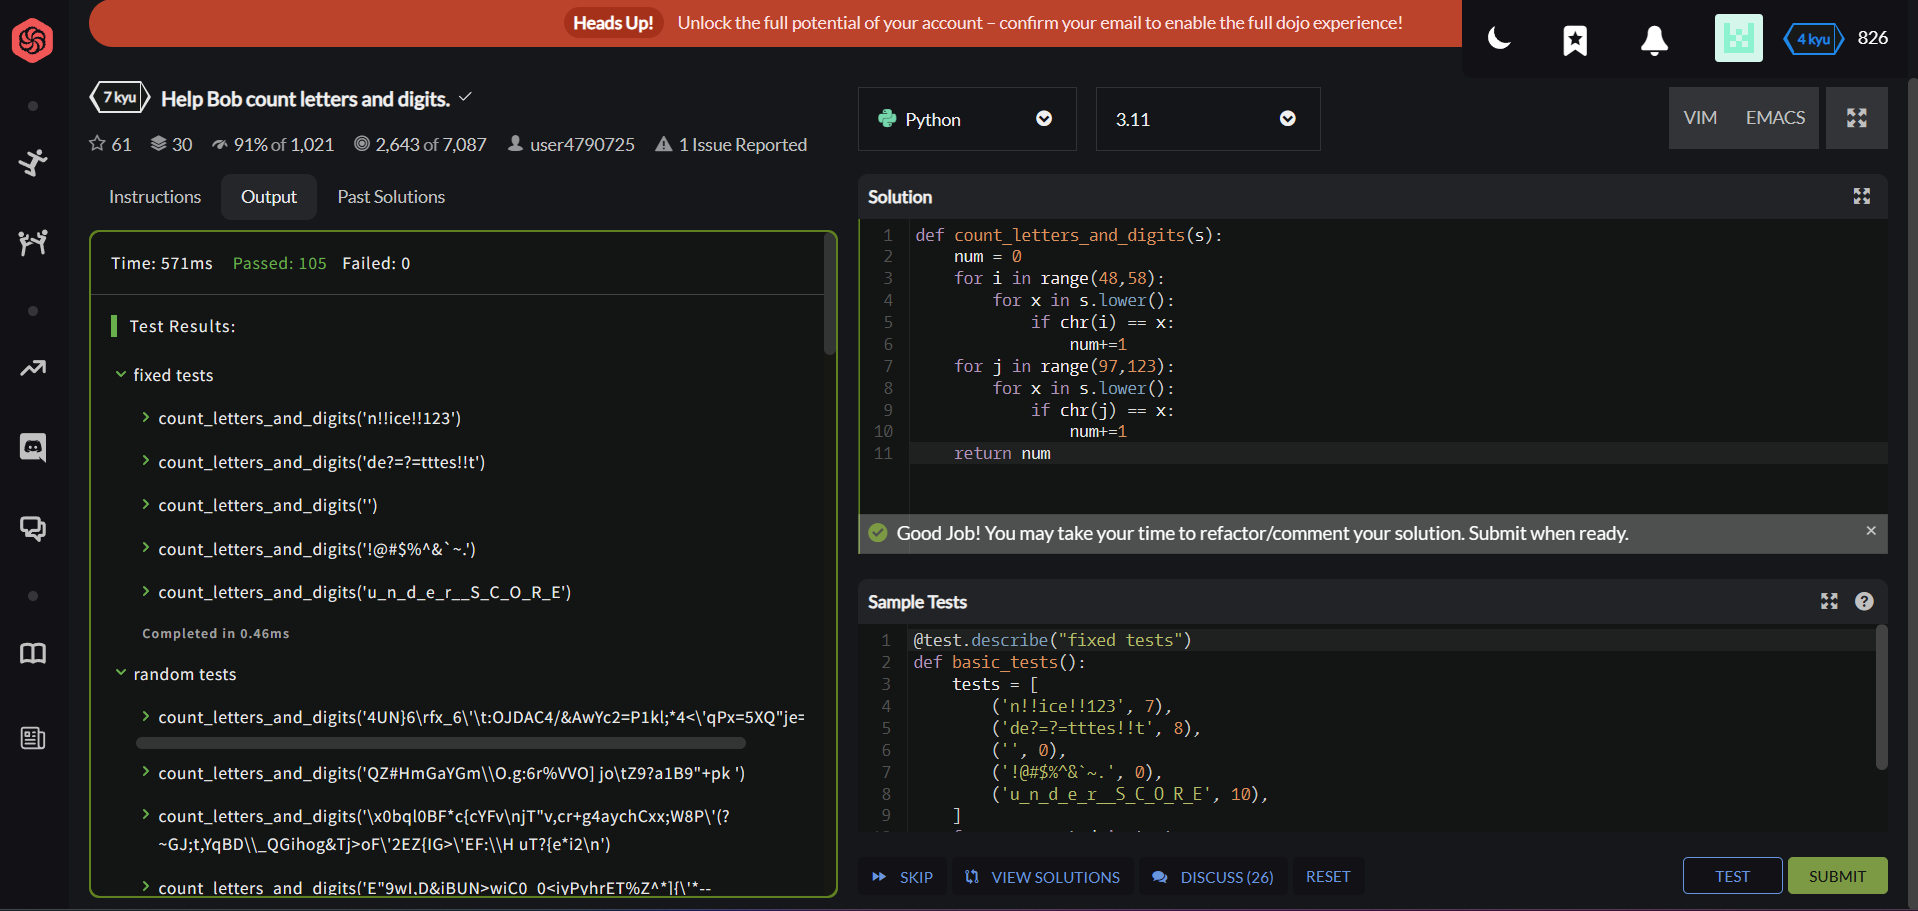 Heads Up! Unlock the full potential of your account – confirm your email to enable the full dojo experience!
4 kyu 826
7 kyu Help Bob count letters and digits.
61 30 91% of 1,021 2,643 of 7,087 user4790725 1 Issue Reported
Python 3.11 VIM EMACS
Instructions Output Past Solutions
Time: 571ms Passed: 105 Failed: 0
Test Results:
fixed tests
count_letters_and_digits('n!!ice!!123')
count_letters_and_digits('de?=?=tttes!!t')
count_letters_and_digits('')
count_letters_and_digits('!@#$%^&`~.')
count_letters_and_digits('u_n_d_e_r__S_C_O_R_E')
Completed in 0.46ms
random tests
count_letters_and_digits('4UN}6\rfx_6\'\t:OJDAC4/&AwYc2=P1kl;*4<\'qPx=5XQ"je=
count_letters_and_digits('QZ#HmGaYGm\\O.g:6r%VVO] jo\tZ9?a1B9"+pk ')
count_letters_and_digits('\x0bql0BF*c{cYFv\njT"v,cr+g4aychCxx;W8P\'(?
~GJ;t,YqBD\\_QGihog&Tj>oF\'2EZ{IG>\'EF:\\H uT?{e*i2\n')
count_letters_and_digits('E"9wI,D&iBUN>wiC0_0<iyPyhrET%Z^*]{\'*--
Solution
1 def count_letters_and_digits(s):
2 num = 0
3 for i in range(48,58):
4 for x in s.lower():
5 if chr(i) == x:
6 num+=1
7 for j in range(97,123):
8 for x in s.lower():
9 if chr(j) == x:
10 num+=1
11 return num
Good Job! You may take your time to refactor/comment your solution. Submit when ready.
Sample Tests
1 @test.describe("fixed tests")
2 def basic_tests():
3 tests = [
4 ('n!!ice!!123', 7),
5 ('de?=?=tttes!!t', 8),
6 ('', 0),
7 ('!@#$%^&`~.', 0),
8 ('u_n_d_e_r__S_C_O_R_E', 10),
9 ]
SKIP VIEW SOLUTIONS DISCUSS (26) RESET TEST SUBMIT